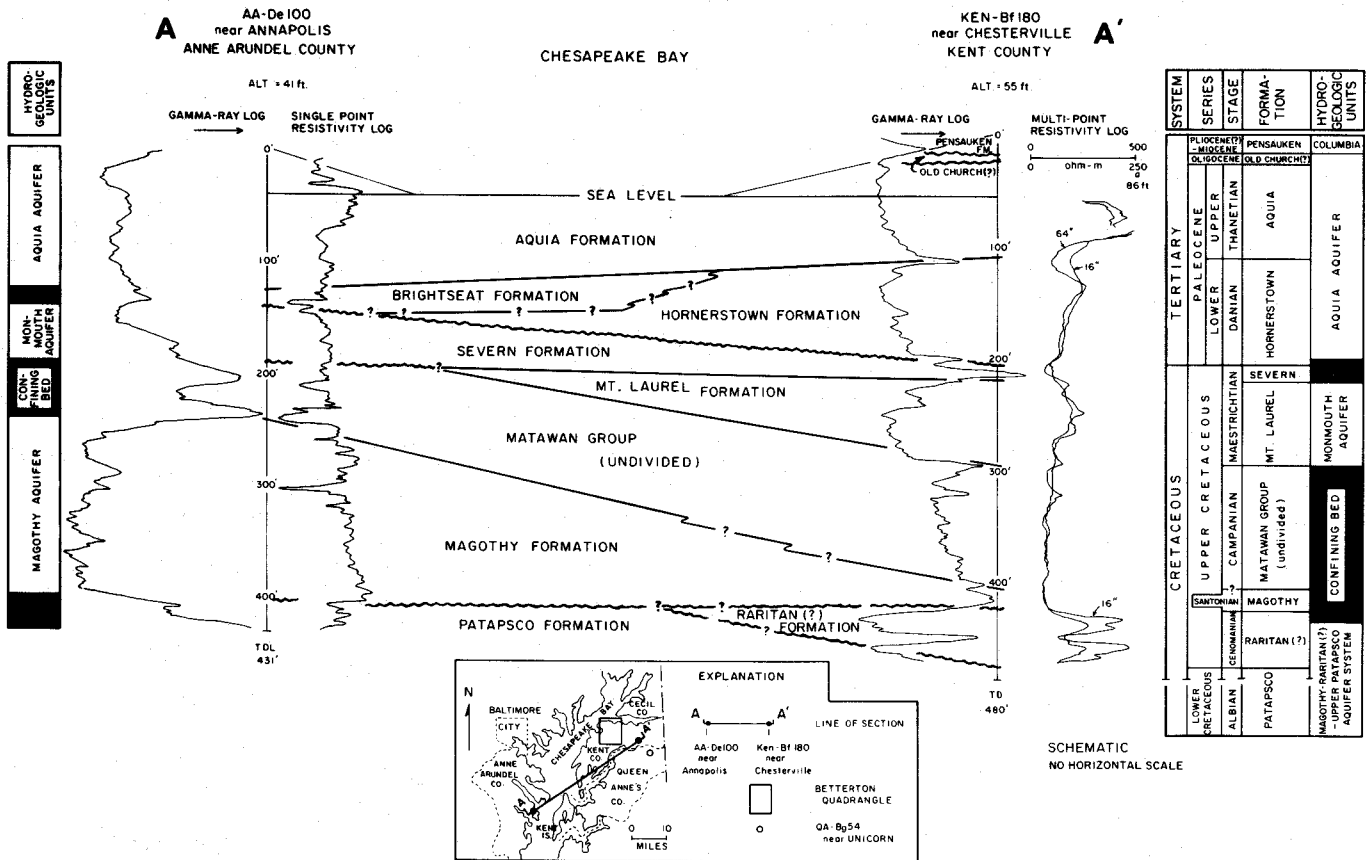 A
AA-De 100
near ANNAPOLIS
ANNE ARUNDEL COUNTY
ALT = 41 ft.
CHESAPEAKE BAY
KEN-Bf 180
near CHESTERVILLE
KENT COUNTY
A'
ALT = 55 ft.
HYDRO-
GEOLOGIC
UNITS
GAMMA-RAY LOG
SINGLE POINT
RESISTIVITY LOG
GAMMA-RAY LOG
MULTI-POINT
RESISTIVITY LOG
0 500
ohm-m
0 250
@
86 ft
64"
16"
16"
AQUIA AQUIFER
MON-
MOUTH
AQUIFER
CON-
FINING
BED
MAGOTHY AQUIFER
0'
100'
200'
300'
400'
TDL
431'
0'
PENSAUKEN
FM.
OLD CHURCH(?)
SEA LEVEL
AQUIA FORMATION
100'
BRIGHTSEAT FORMATION
? ? ? ? ? ?
HORNERSTOWN FORMATION
SEVERN FORMATION
200'
?
MT. LAUREL FORMATION
MATAWAN GROUP
(UNDIVIDED)
300'
? ?
MAGOTHY FORMATION
400'
? ? ?
RARITAN (?)
FORMATION
?
PATAPSCO FORMATION
TD
480'
SYSTEM
SERIES
STAGE
FORMA-
TION
HYDRO-
GEOLOGIC
UNITS
TERTIARY
PLIOCENE(?)
-MIOCENE
PENSAUKEN
COLUMBIA
OLIGOCENE
OLD CHURCH(?)
PALEOCENE
UPPER
THANETIAN
AQUIA
LOWER
DANIAN
HORNERSTOWN
AQUIA AQUIFER
CRETACEOUS
UPPER CRETACEOUS
MAESTRICHTIAN
SEVERN
MT. LAUREL
MONMOUTH
AQUIFER
CAMPANIAN
MATAWAN GROUP
(undivided)
CONFINING BED
?
SANTONIAN
MAGOTHY
CENOMANIAN
RARITAN (?)
LOWER
CRETACEOUS
ALBIAN
PATAPSCO
MAGOTHY-RARITAN(?)
-UPPER PATAPSCO
AQUIFER SYSTEM
N
BALTIMORE
CITY
CHESAPEAKE BAY
CECIL
CO.
KENT
CO.
A'
ANNE
ARUNDEL
CO.
QUEEN
ANNE'S
CO.
A
KENT
IS.
0 10
MILES
EXPLANATION
A A'
LINE OF SECTION
AA-De100
near
Annapolis
Ken-Bf 180
near
Chesterville
BETTERTON
QUADRANGLE
QA-Bg54
near UNICORN
SCHEMATIC
NO HORIZONTAL SCALE